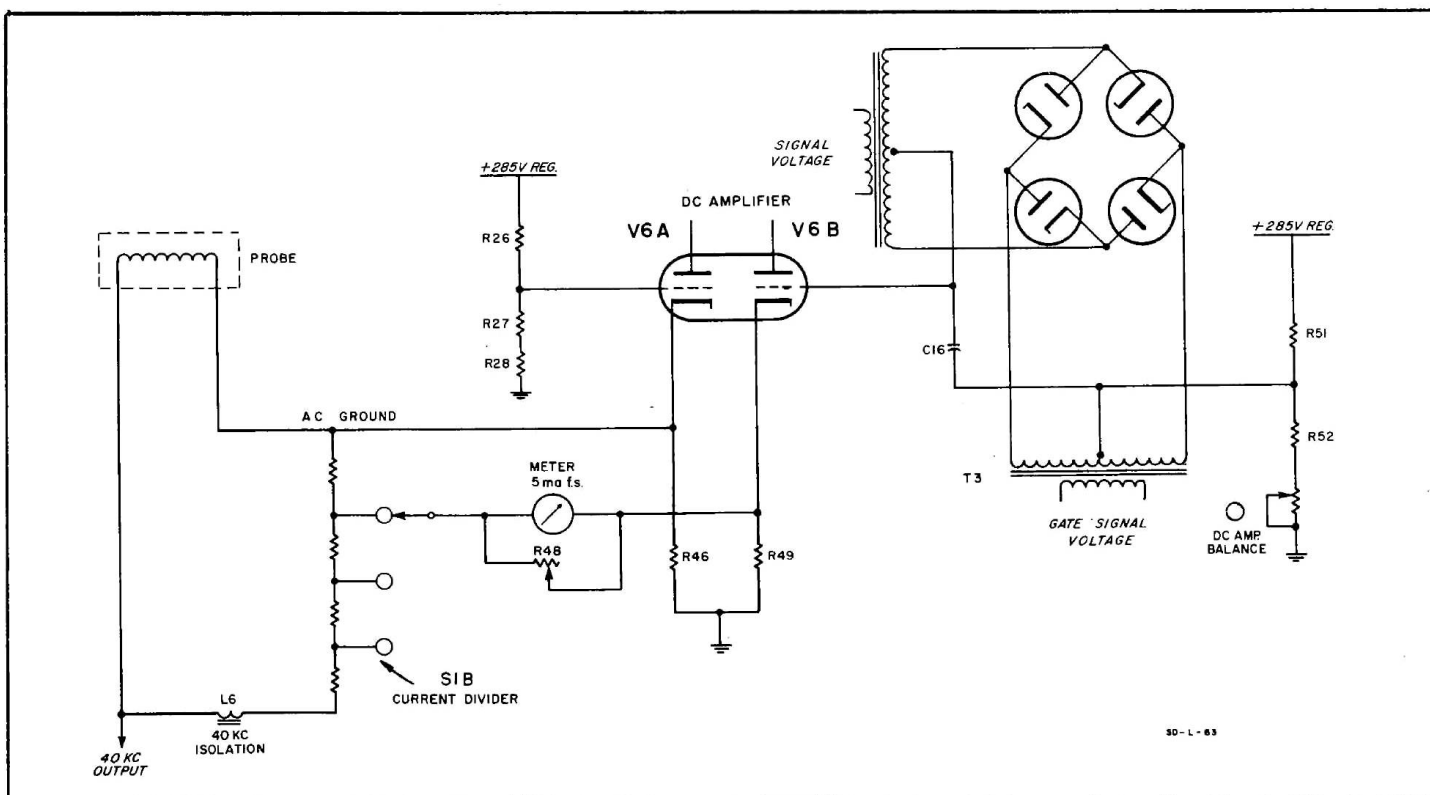 SIGNAL
VOLTAGE
+285V REG.
DC AMPLIFIER
V6A
V6B
R26
+285V REG.
PROBE
R27
R28
R51
C16
AC GROUND
R52
METER
5 ma f.s.
T3
R48
R46
R49
GATE SIGNAL
VOLTAGE
DC AMP.
BALANCE
S1B
CURRENT DIVIDER
L6
40 KC
ISOLATION
40 KC
OUTPUT
SD-L-63